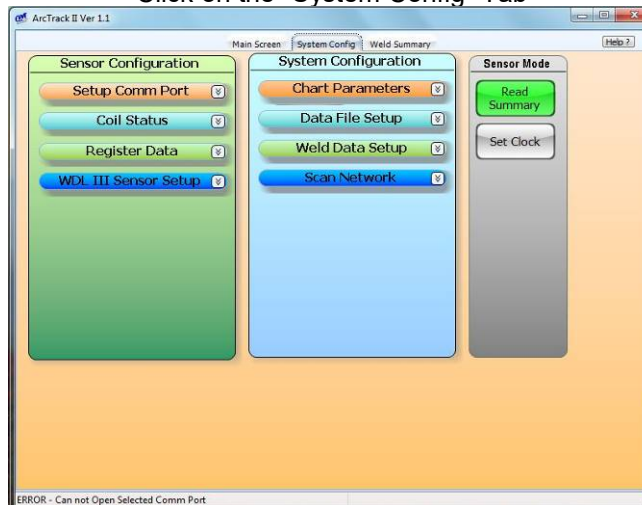 Click on the "System Config" Tab
ArcTrack II Ver 1.1
Main Screen System Config Weld Summary Help ?
Sensor Configuration
Setup Comm Port
Coil Status
Register Data
WDL III Sensor Setup
System Configuration
Chart Parameters
Data File Setup
Weld Data Setup
Scan Network
Sensor Mode
Read
Summary
Set Clock
ERROR - Can not Open Selected Comm Port